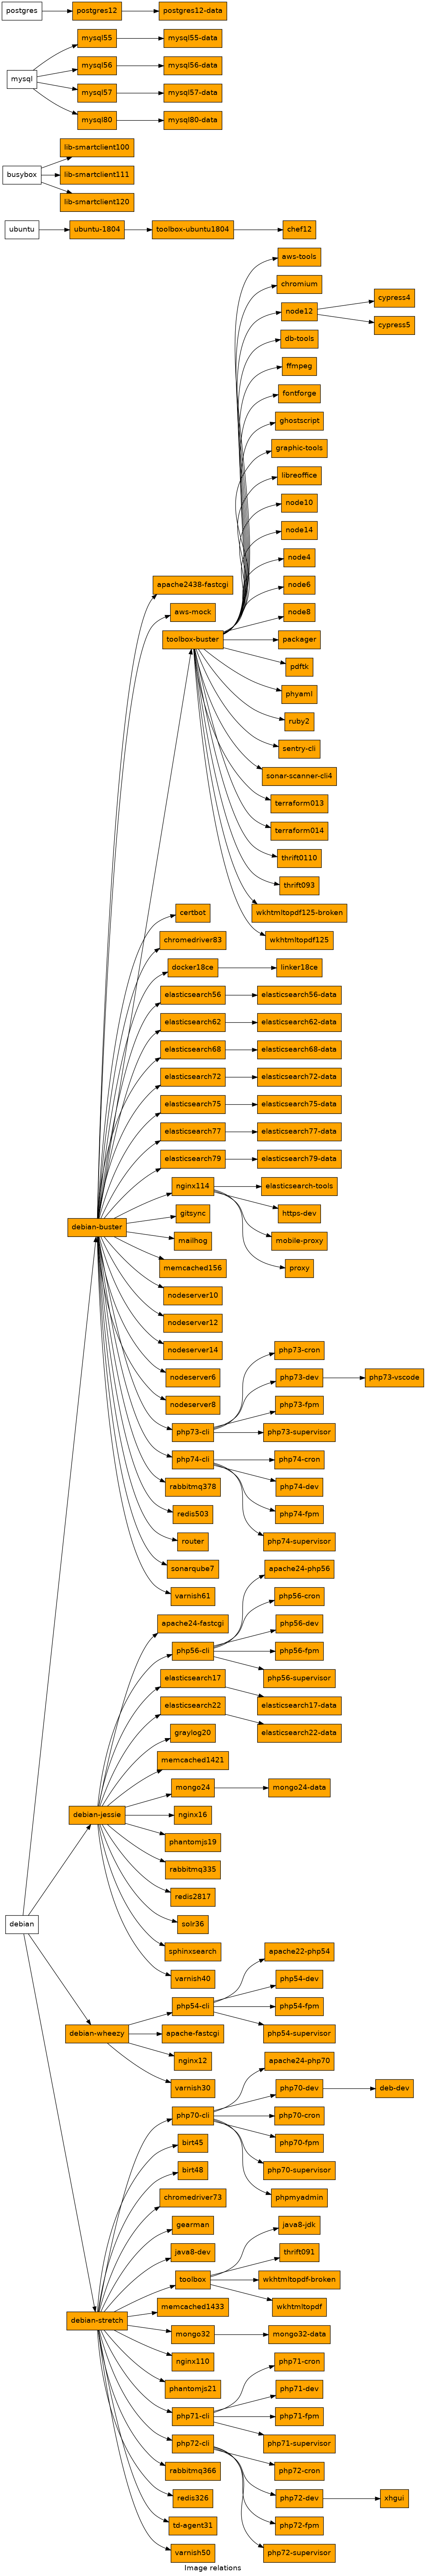 postgres
postgres12
postgres12-data
mysql
mysql55
mysql55-data
mysql56
mysql56-data
mysql57
mysql57-data
mysql80
mysql80-data
busybox
lib-smartclient100
lib-smartclient111
lib-smartclient120
ubuntu
ubuntu-1804
toolbox-ubuntu1804
chef12
aws-tools
chromium
node12
cypress4
cypress5
db-tools
ffmpeg
fontforge
ghostscript
graphic-tools
libreoffice
node10
node14
node4
apache2438-fastcgi
node6
aws-mock
node8
toolbox-buster
packager
pdftk
phyaml
ruby2
sentry-cli
sonar-scanner-cli4
terraform013
terraform014
thrift0110
thrift093
certbot
wkhtmltopdf125-broken
chromedriver83
wkhtmltopdf125
docker18ce
linker18ce
elasticsearch56
elasticsearch56-data
elasticsearch62
elasticsearch62-data
elasticsearch68
elasticsearch68-data
elasticsearch72
elasticsearch72-data
elasticsearch75
elasticsearch75-data
elasticsearch77
elasticsearch77-data
elasticsearch79
elasticsearch79-data
nginx114
elasticsearch-tools
debian-buster
gitsync
https-dev
mailhog
mobile-proxy
memcached156
proxy
nodeserver10
nodeserver12
nodeserver14
php73-cron
nodeserver6
php73-dev
php73-vscode
nodeserver8
php73-fpm
php73-cli
php73-supervisor
php74-cli
php74-cron
rabbitmq378
php74-dev
redis503
php74-fpm
router
php74-supervisor
sonarqube7
apache24-php56
varnish61
php56-cron
apache24-fastcgi
php56-dev
php56-cli
php56-fpm
elasticsearch17
php56-supervisor
elasticsearch22
elasticsearch17-data
graylog20
elasticsearch22-data
memcached1421
mongo24
mongo24-data
debian-jessie
nginx16
phantomjs19
rabbitmq335
redis2817
debian
solr36
sphinxsearch
apache22-php54
varnish40
php54-dev
php54-cli
php54-fpm
debian-wheezy
apache-fastcgi
php54-supervisor
nginx12
apache24-php70
varnish30
php70-dev
deb-dev
php70-cli
php70-cron
birt45
php70-fpm
birt48
php70-supervisor
chromedriver73
phpmyadmin
gearman
java8-jdk
java8-dev
thrift091
toolbox
wkhtmltopdf-broken
memcached1433
wkhtmltopdf
debian-stretch
mongo32
mongo32-data
nginx110
php71-cron
phantomjs21
php71-dev
php71-cli
php71-fpm
php72-cli
php71-supervisor
rabbitmq366
php72-cron
redis326
php72-dev
xhgui
td-agent31
php72-fpm
varnish50
php72-supervisor
Image relations